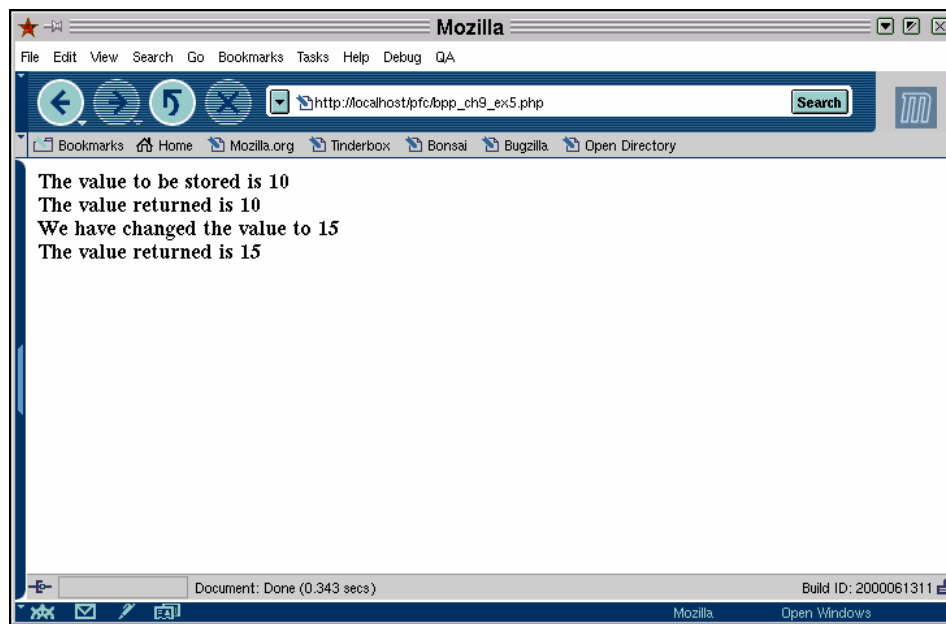 Mozilla
File Edit View Search Go Bookmarks Tasks Help Debug QA
http://localhost/pfc/bpp_ch9_ex5.php Search
Bookmarks Home Mozilla.org Tinderbox Bonsai Bugzilla Open Directory
The value to be stored is 10
The value returned is 10
We have changed the value to 15
The value returned is 15
Document: Done (0.343 secs) Build ID: 2000061311
Mozilla Open Windows